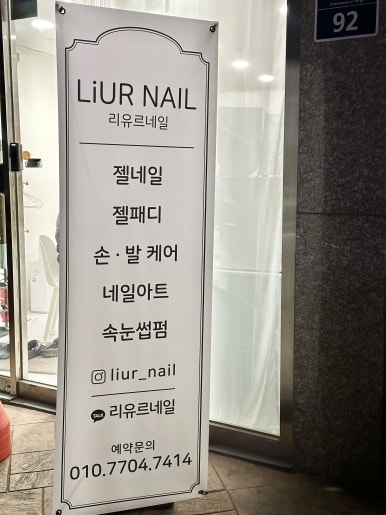 LiUR NAIL
리유르네일
젤네일
젤패디
손 · 발 케어
네일아트
속눈썹펌
liur_nail
TALK 리유르네일
예약문의
010.7704.7414
92